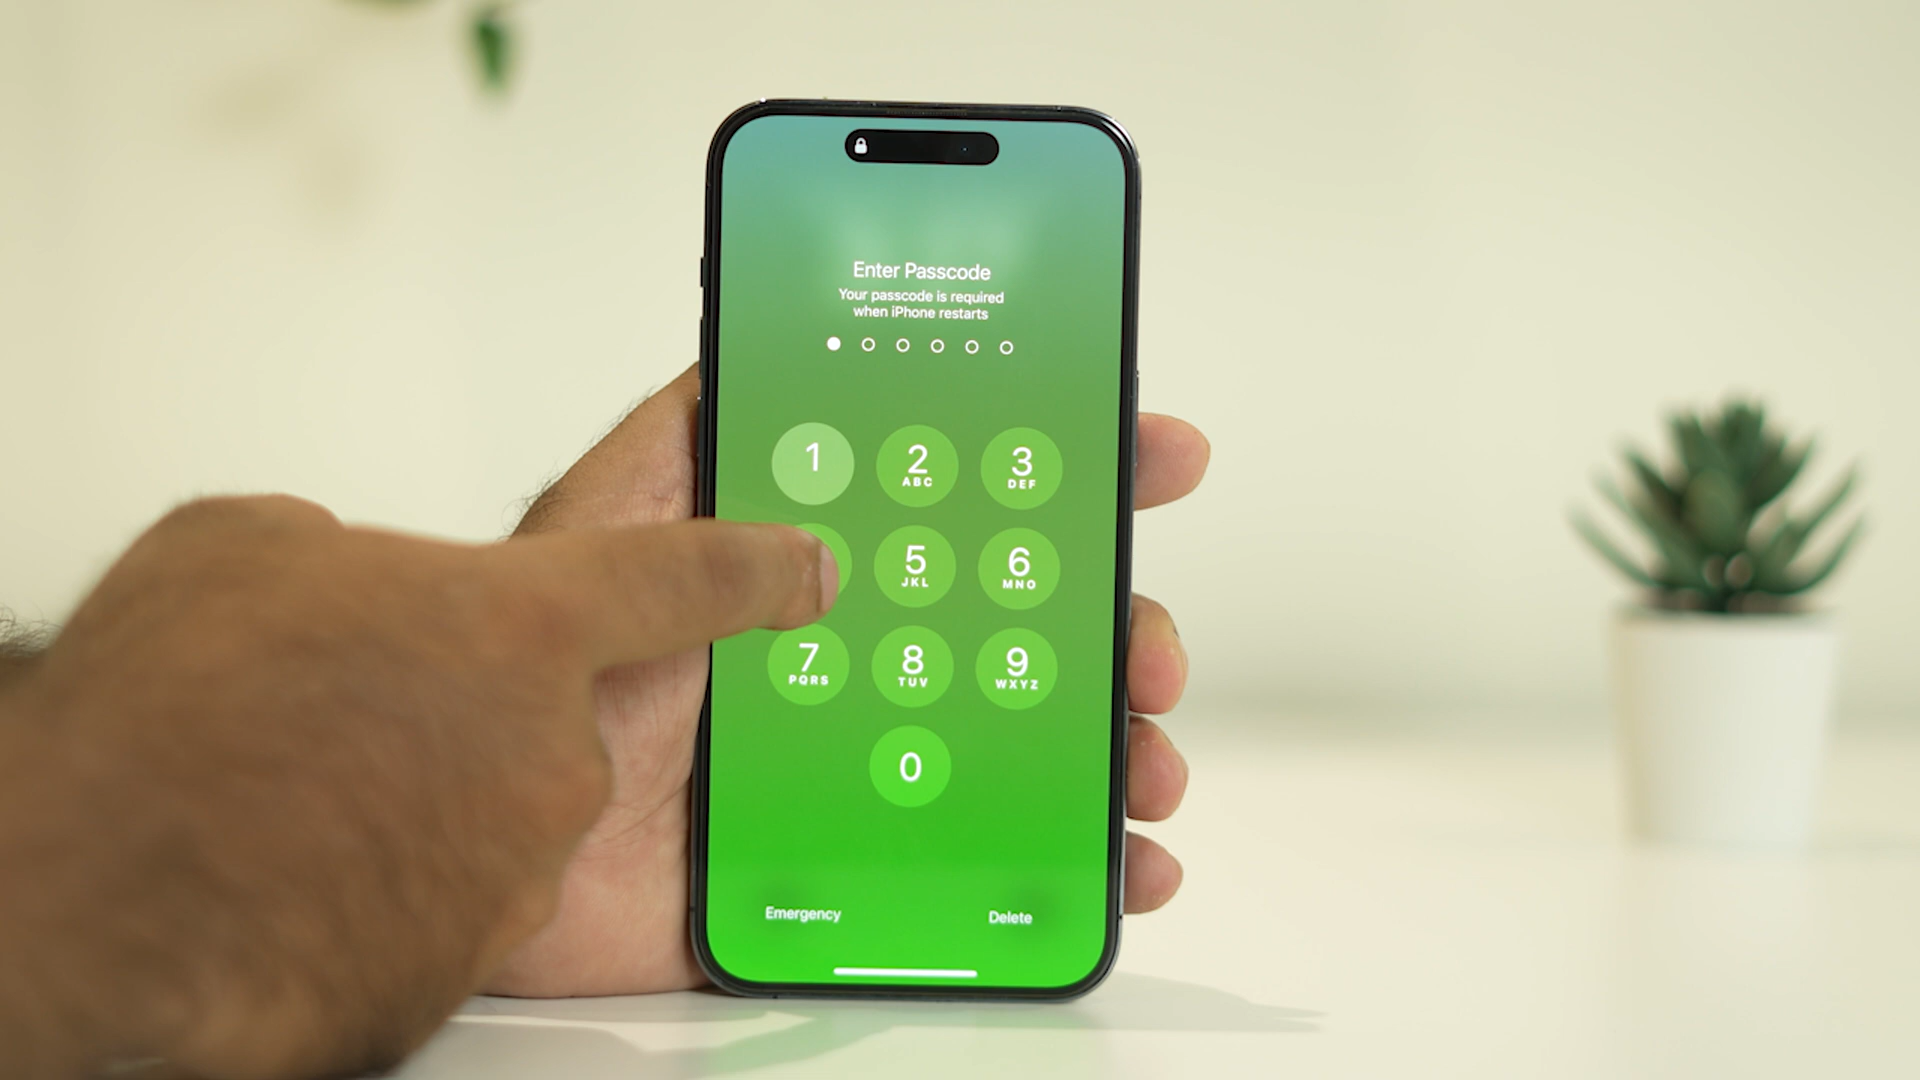 Enter Passcode
Your passcode is required
when iPhone restarts
1
2
ABC
3
DEF
5
JKL
6
MNO
7
PQRS
8
TUV
9
WXYZ
0
Emergency
Delete